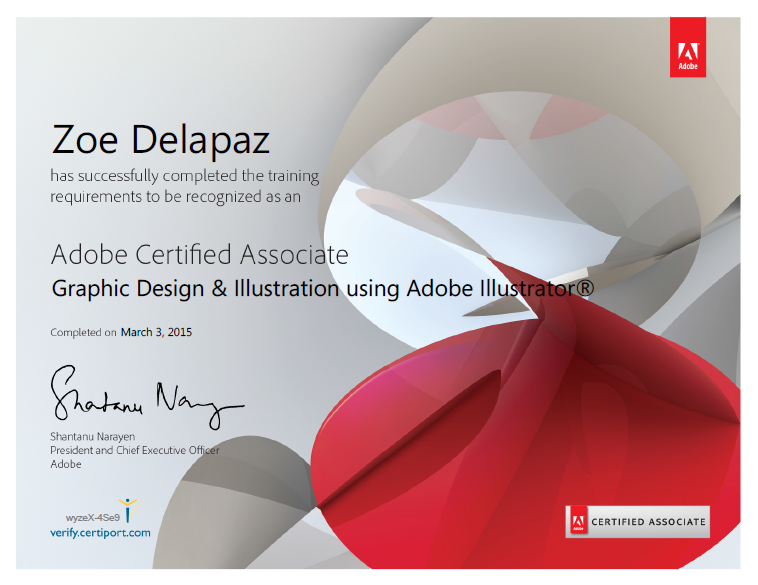 Adobe
Zoe Delapaz
has successfully completed the training
requirements to be recognized as an
Adobe Certified Associate
Graphic Design & Illustration using Adobe Illustrator®
Completed on March 3, 2015
Shantanu Narayen
Shantanu Narayen
President and Chief Executive Officer
Adobe
wyzeX-4Se9
verify.certiport.com
Adobe CERTIFIED ASSOCIATE